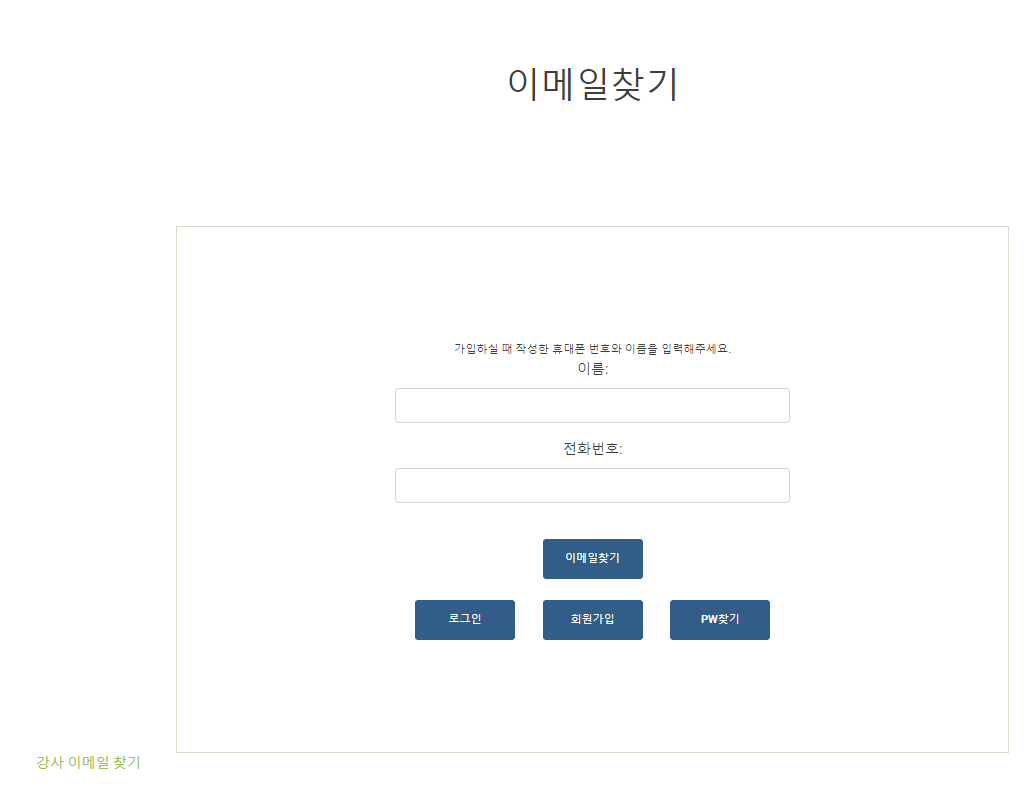 이메일찾기
가입하실 때 작성한 휴대폰 번호와 이름을 입력해주세요.
이름:
전화번호:
이메일찾기
로그인 회원가입 PW찾기
강사 이메일 찾기